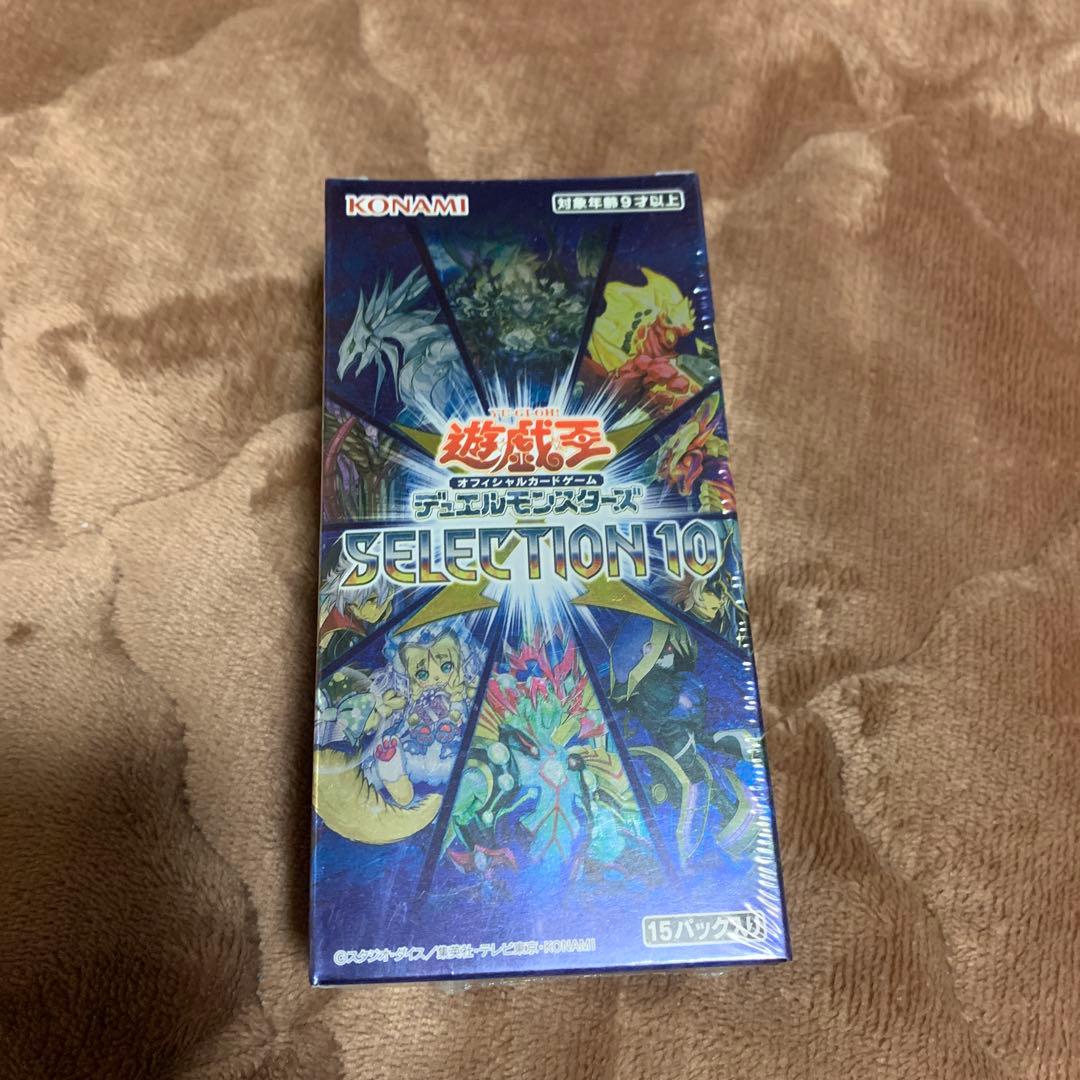 KONAMI
対象年齢9才以上
YU-GI-OH!
遊戯王
オフィシャルカードゲーム
デュエルモンスターズ
SELECTION 10
15パック入り
©スタジオ・ダイス/集英社・テレビ東京・KONAMI